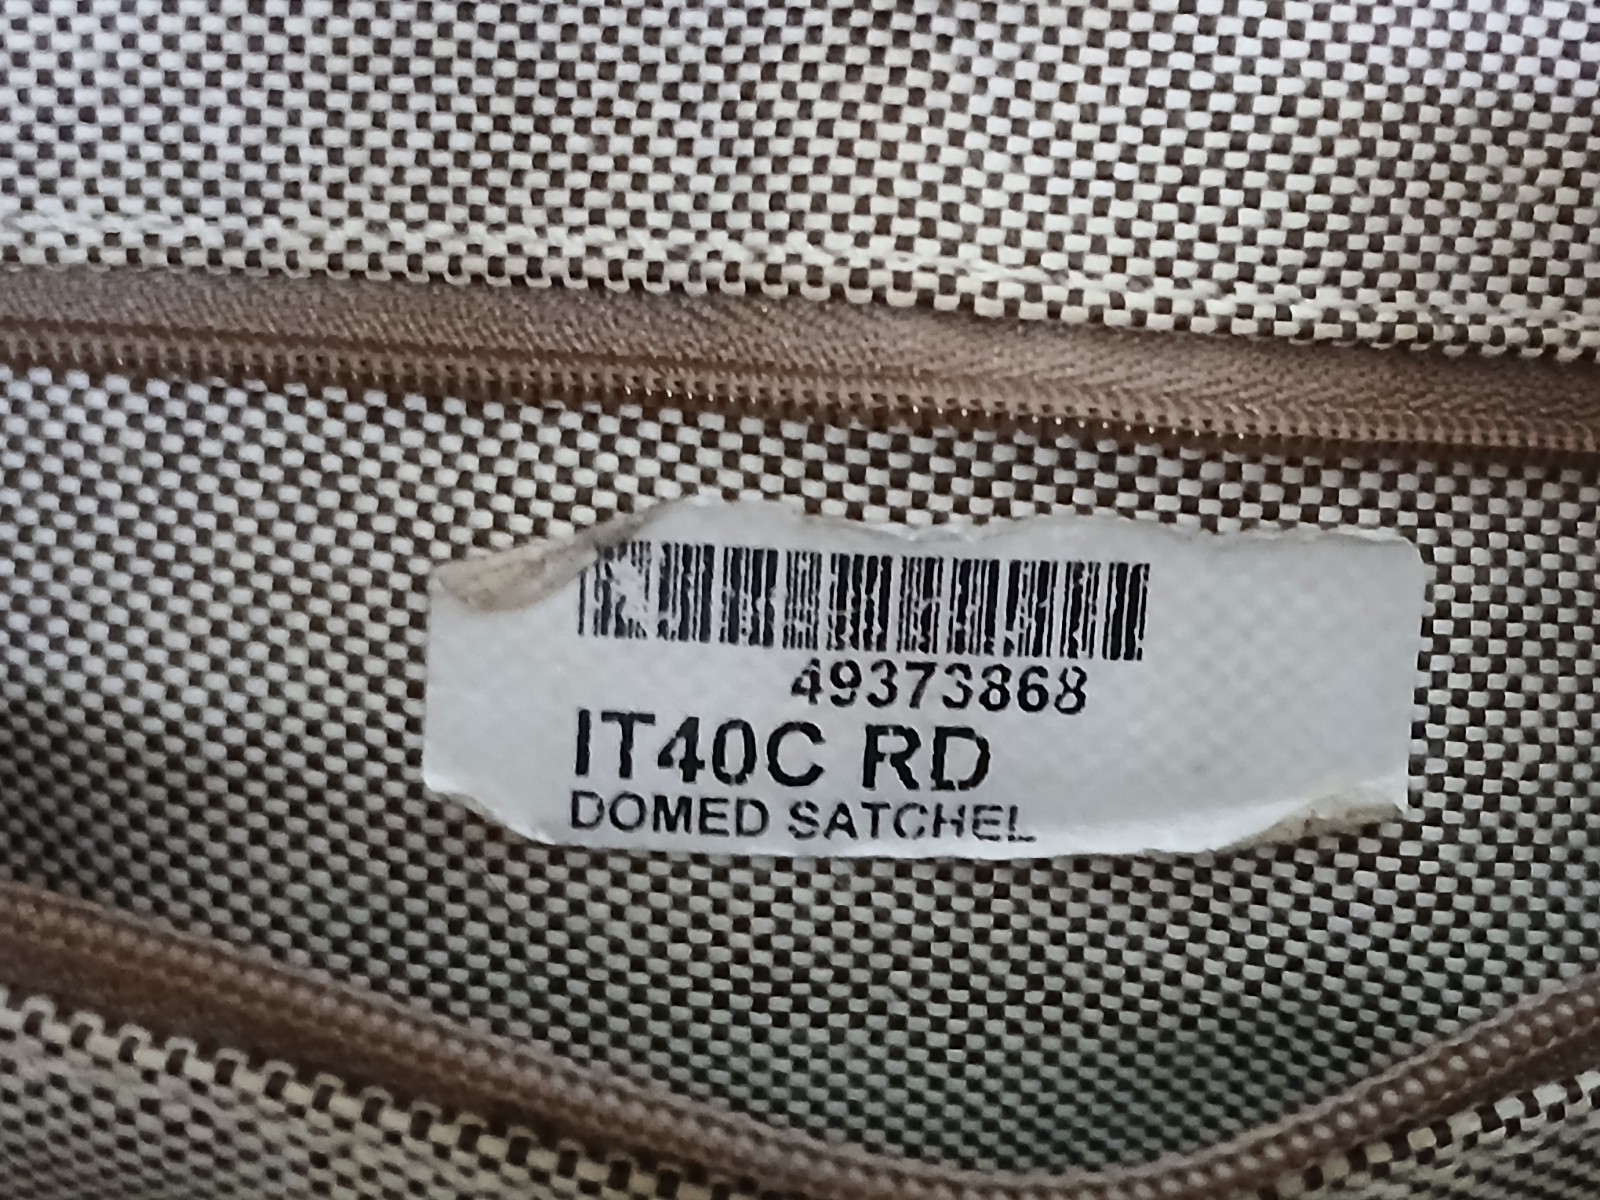 49373868
IT40C RD
DOMED SATCHEL